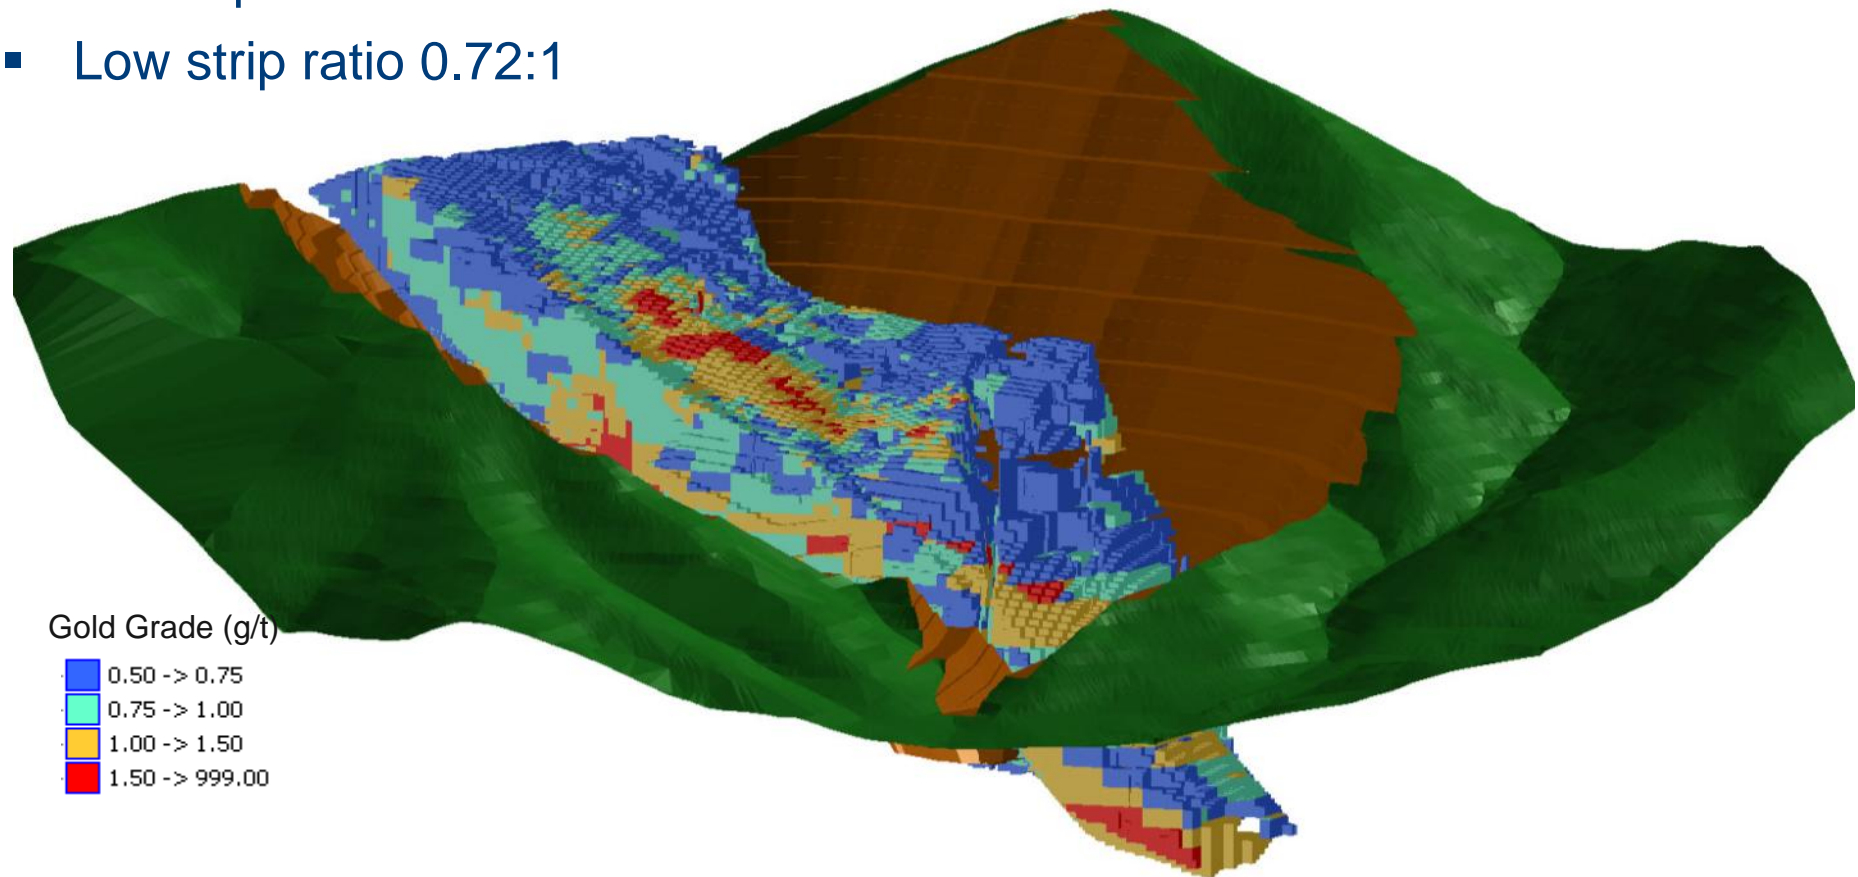 ▪ Low strip ratio 0.72:1
Gold Grade (g/t)
0.50 -> 0.75
0.75 -> 1.00
1.00 -> 1.50
1.50 -> 999.00